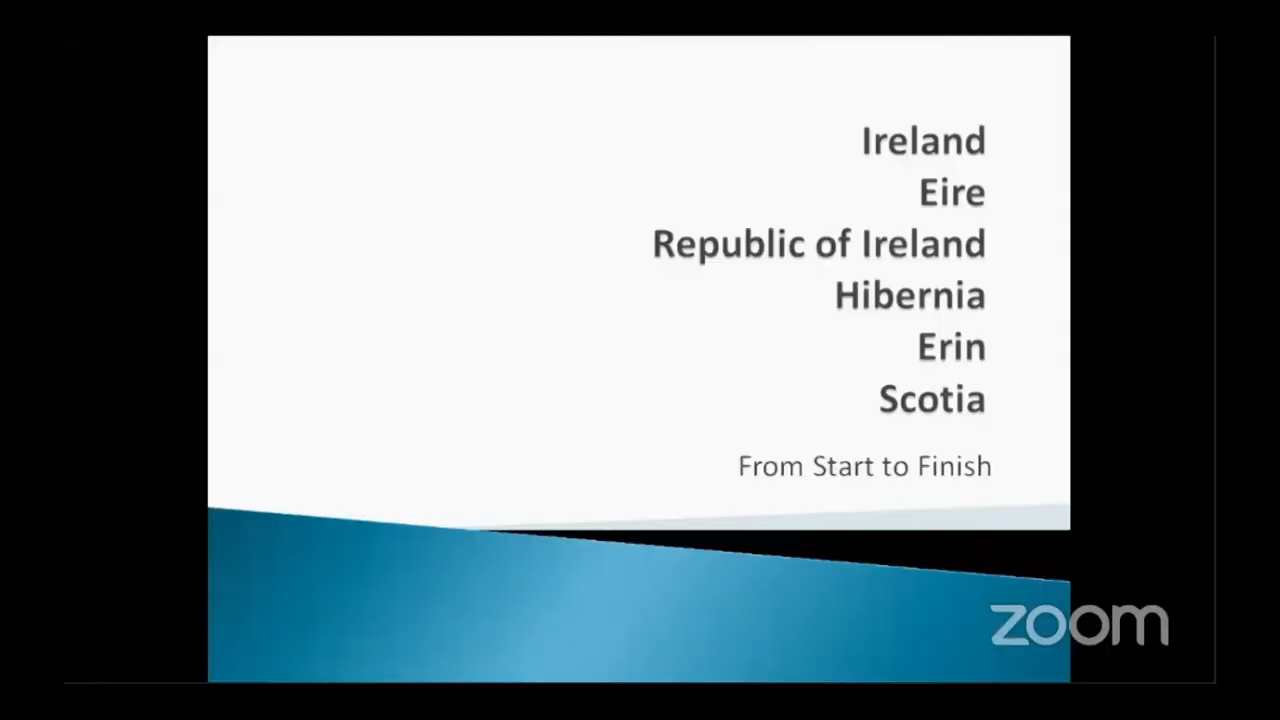 Ireland
Eire
Republic of Ireland
Hibernia
Erin
Scotia
From Start to Finish
zoom